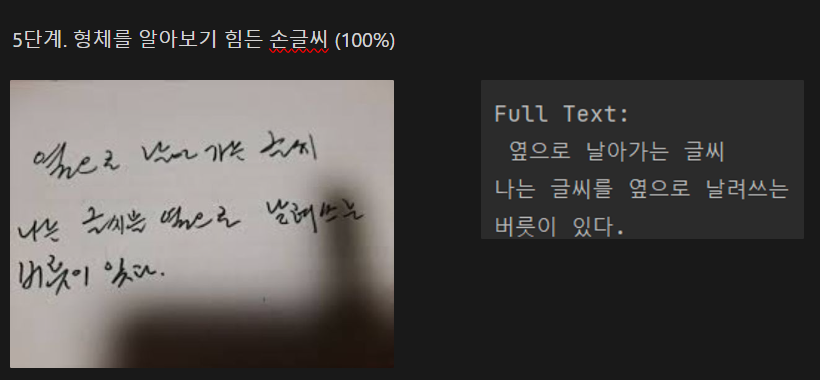 5단계. 형체를 알아보기 힘든 손글씨 (100%)
옆으로 날아가는 글씨
나는 글씨를 옆으로 날려쓰는
버릇이 있다.
Full Text:
옆으로 날아가는 글씨
나는 글씨를 옆으로 날려쓰는
버릇이 있다.